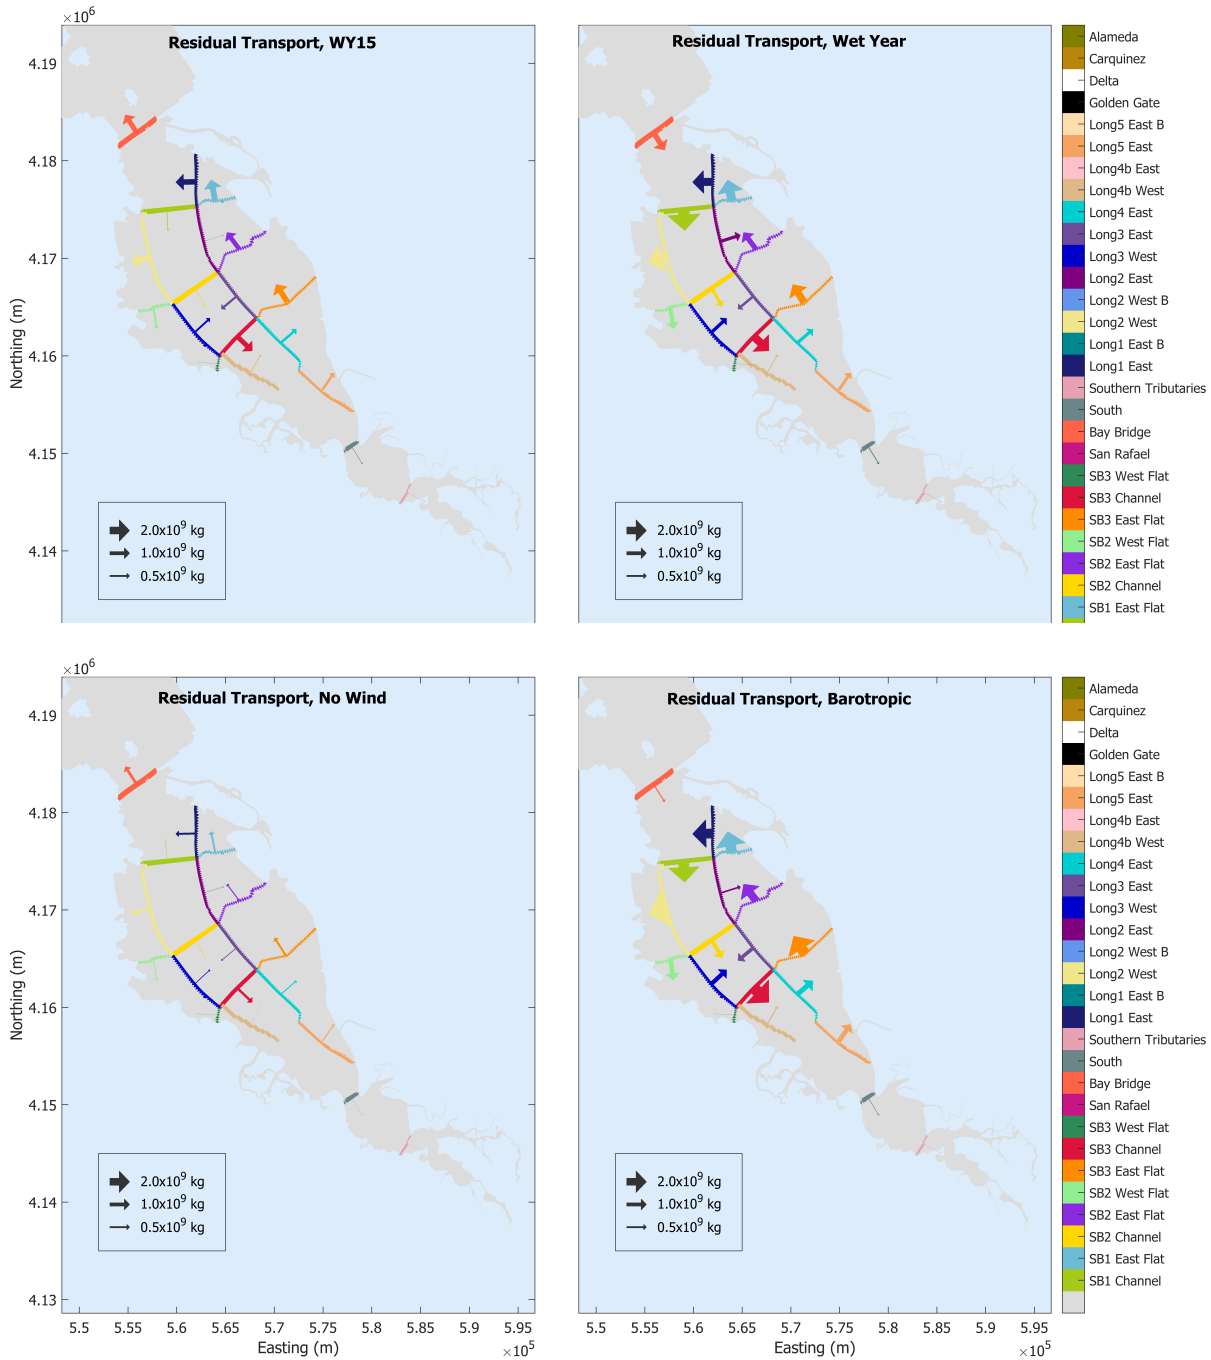 ×10⁶
Residual Transport, WY15
4.19
4.18
4.17
4.16
4.15
4.14
Northing (m)
2.0x10⁹ kg
1.0x10⁹ kg
0.5x10⁹ kg
Residual Transport, Wet Year
2.0x10⁹ kg
1.0x10⁹ kg
0.5x10⁹ kg
Alameda
Carquinez
Delta
Golden Gate
Long5 East B
Long5 East
Long4b East
Long4b West
Long4 East
Long3 East
Long3 West
Long2 East
Long2 West B
Long2 West
Long1 East B
Long1 East
Southern Tributaries
South
Bay Bridge
San Rafael
SB3 West Flat
SB3 Channel
SB3 East Flat
SB2 West Flat
SB2 East Flat
SB2 Channel
SB1 East Flat
×10⁶
Residual Transport, No Wind
4.19
4.18
4.17
4.16
4.15
4.14
4.13
Northing (m)
2.0x10⁹ kg
1.0x10⁹ kg
0.5x10⁹ kg
5.5 5.55 5.6 5.65 5.7 5.75 5.8 5.85 5.9 5.95
Easting (m)
×10⁵
Residual Transport, Barotropic
2.0x10⁹ kg
1.0x10⁹ kg
0.5x10⁹ kg
5.5 5.55 5.6 5.65 5.7 5.75 5.8 5.85 5.9 5.95
Easting (m)
×10⁵
Alameda
Carquinez
Delta
Golden Gate
Long5 East B
Long5 East
Long4b East
Long4b West
Long4 East
Long3 East
Long3 West
Long2 East
Long2 West B
Long2 West
Long1 East B
Long1 East
Southern Tributaries
South
Bay Bridge
San Rafael
SB3 West Flat
SB3 Channel
SB3 East Flat
SB2 West Flat
SB2 East Flat
SB2 Channel
SB1 East Flat
SB1 Channel